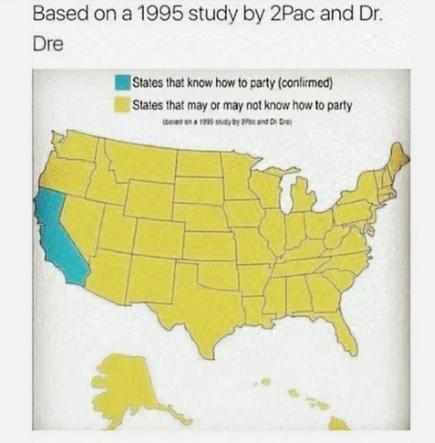 Based on a 1995 study by 2Pac and Dr.
Dre
States that know how to party (confirmed)
States that may or may not know how to party
(based on a 1995 study by 2Pac and Dr Dre)